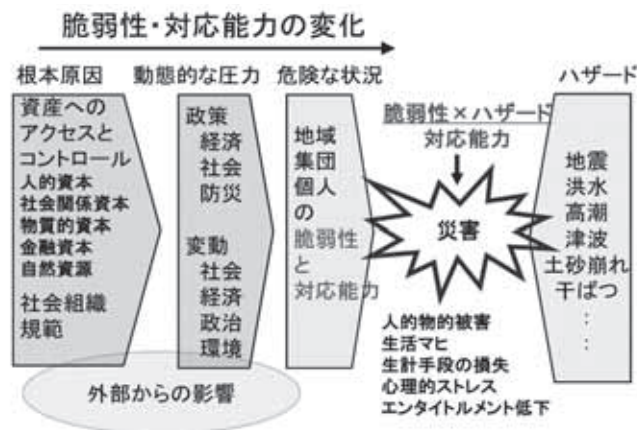 脆弱性・対応能力の変化
根本原因
資産への
アクセスと
コントロール
人的資本
社会関係資本
物質的資本
金融資本
自然資源
社会組織
規範
動態的な圧力
政策
経済
社会
防災
変動
社会
経済
政治
環境
外部からの影響
危険な状況
地域
集団
個人
の
脆弱性
と
対応能力
脆弱性×ハザード
対応能力
災害
人的物的被害
生活マヒ
生計手段の損失
心理的ストレス
エンタイトルメント低下
ハザード
地震
洪水
高潮
津波
土砂崩れ
干ばつ
:
: